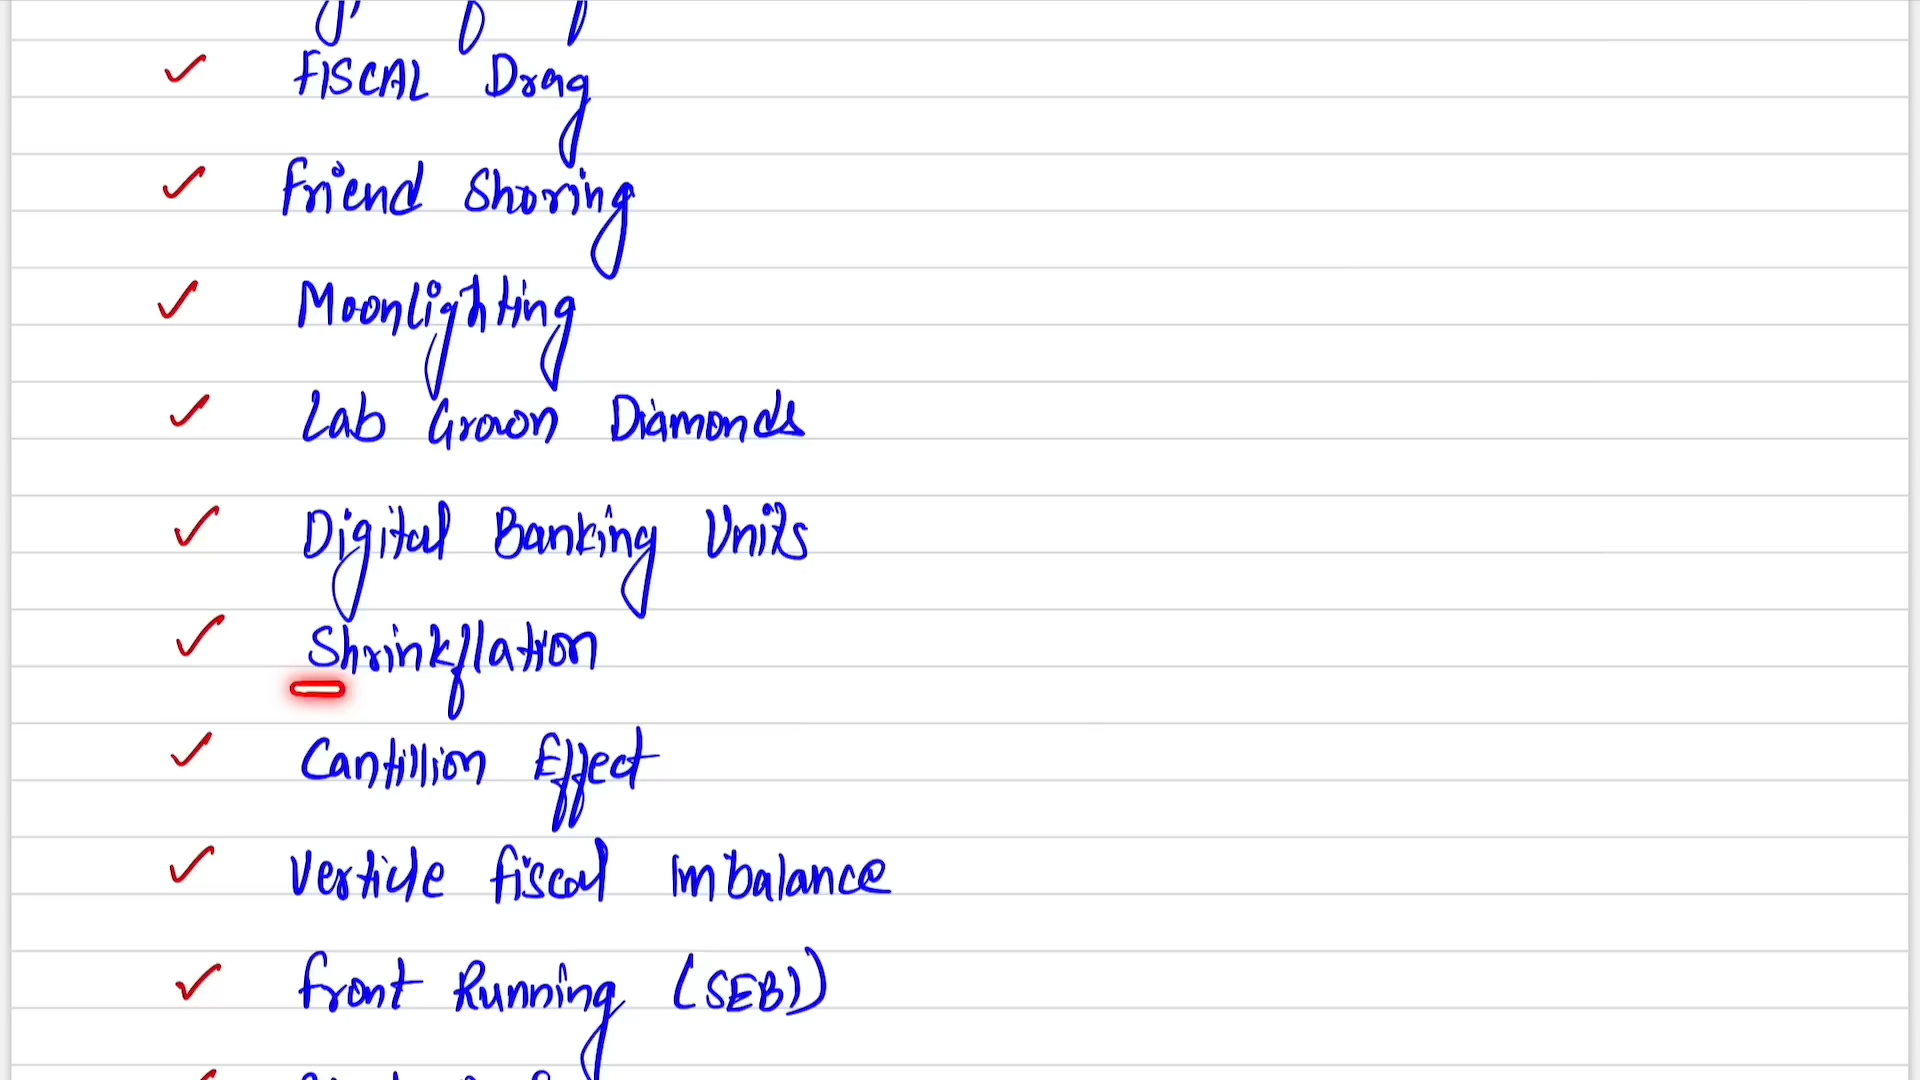 FISCAL Drag
Friend Shoring
Moonlighting
Lab Grown Diamonds
Digital Banking Units
Shrinkflation
Cantillion Effect
Verticle fiscal Imbalance
Front Running (SEBI)